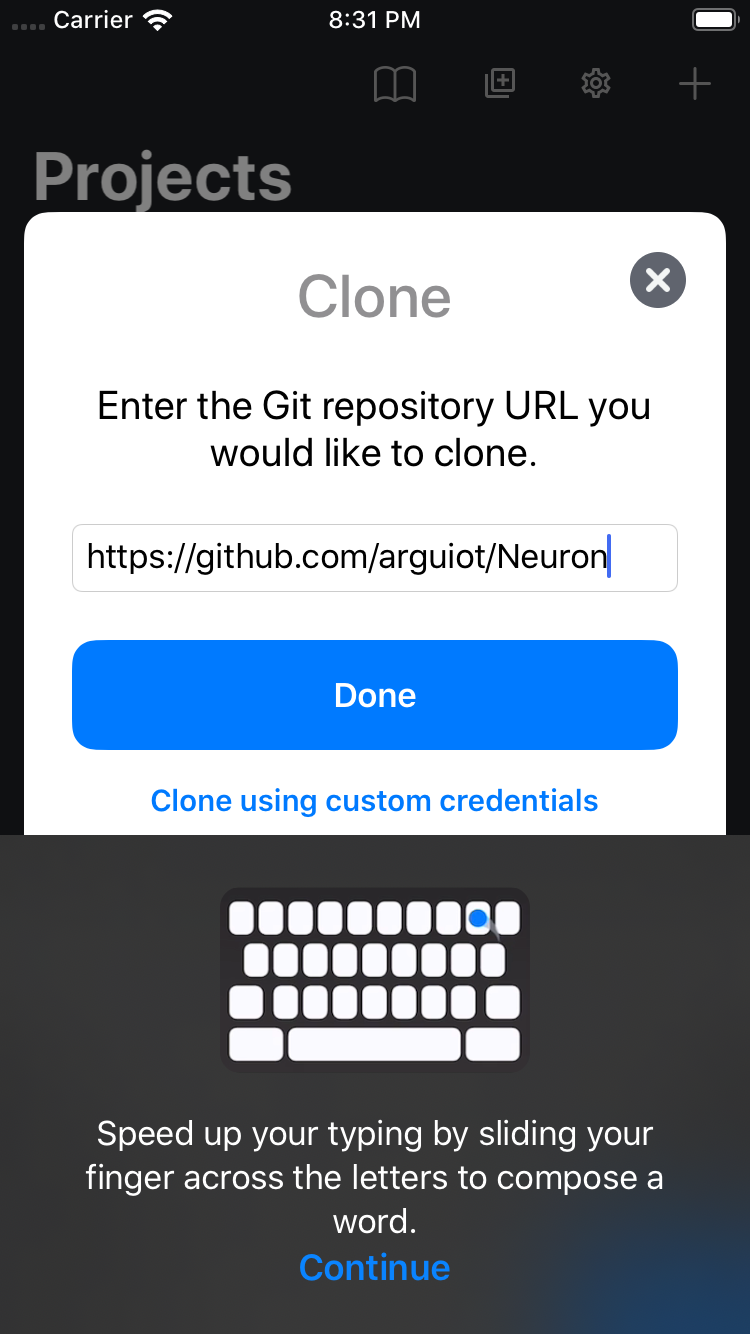 Carrier 8:31 PM
Projects
Clone
Enter the Git repository URL you
would like to clone.
https://github.com/arguiot/Neuron
Done
Clone using custom credentials
Speed up your typing by sliding your
finger across the letters to compose a
word.
Continue